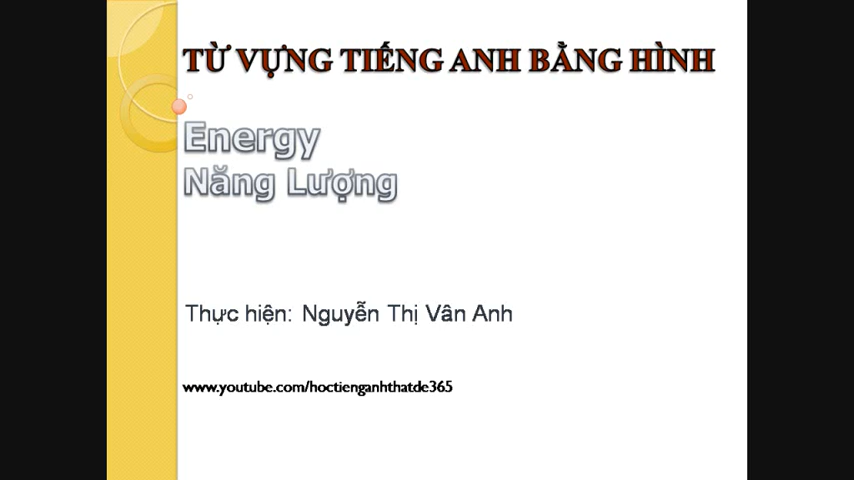 TỪ VỰNG TIẾNG ANH BẰNG HÌNH
Energy
Năng Lượng
Thực hiện: Nguyễn Thị Vân Anh
www.youtube.com/hoctienganhthatde365